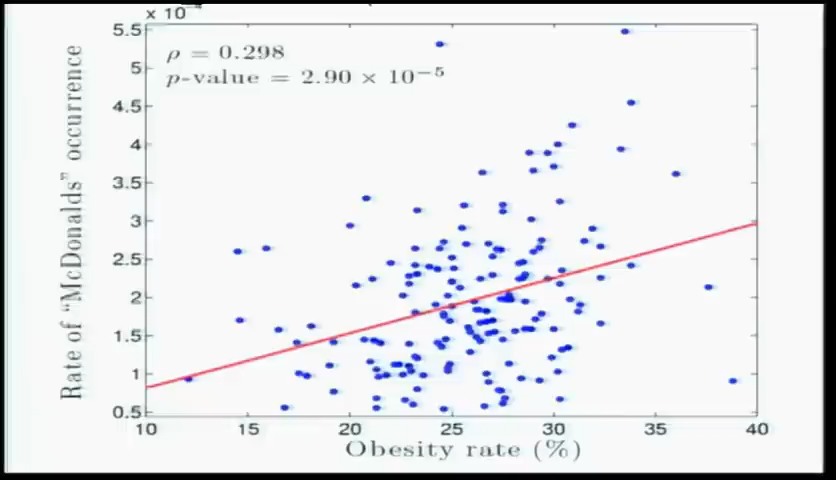 x 10⁻⁴
5.5
5
4.5
4
3.5
3
2.5
2
1.5
1
0.5
Rate of “McDonalds” occurrence
ρ = 0.298
p-value = 2.90 × 10⁻⁵
10 15 20 25 30 35 40
Obesity rate (%)